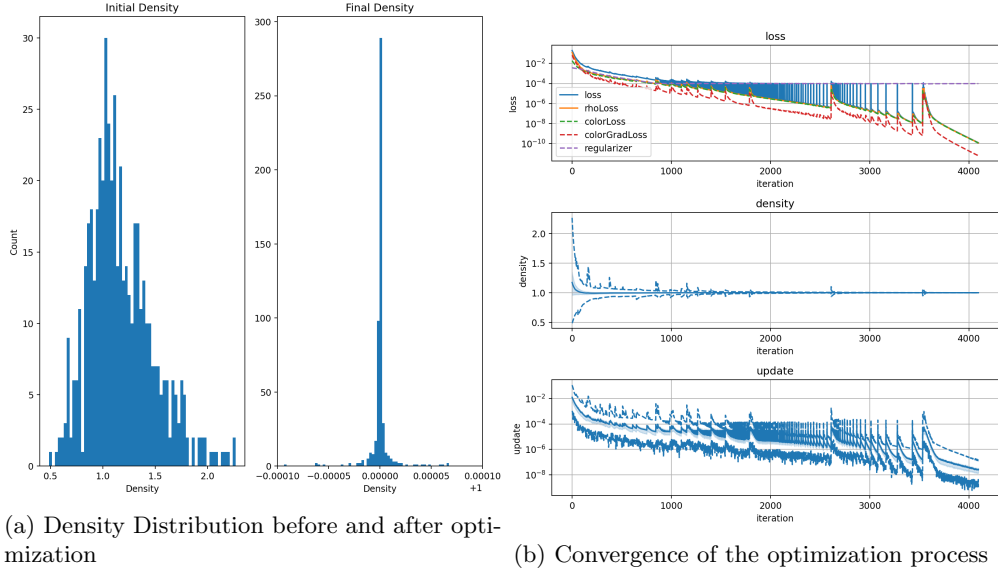 Initial Density
Final Density
30
25
20
15
10
5
0
Count
0.5
1.0
1.5
2.0
Density
300
250
200
150
100
50
0
−0.00010
−0.00005
0.00000
0.00005
0.00010
Density
+1
(a) Density Distribution before and after opti-
mization
loss
10⁻²
10⁻⁴
10⁻⁶
10⁻⁸
10⁻¹⁰
loss
loss
rhoLoss
colorLoss
colorGradLoss
regularizer
0
1000
2000
3000
4000
iteration
density
2.0
1.5
1.0
0.5
density
0
1000
2000
3000
4000
iteration
update
10⁻²
10⁻⁴
10⁻⁶
10⁻⁸
update
0
1000
2000
3000
4000
iteration
(b) Convergence of the optimization process